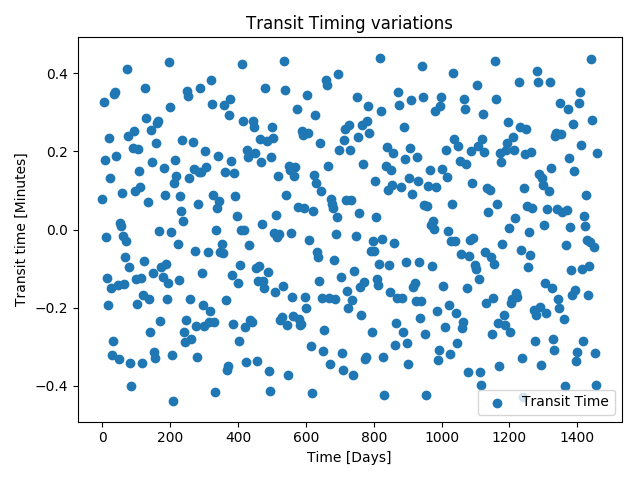 Transit Timing variations
Transit time [Minutes]
0.4
0.2
0.0
−0.2
−0.4
0 200 400 600 800 1000 1200 1400
Time [Days]
Transit Time